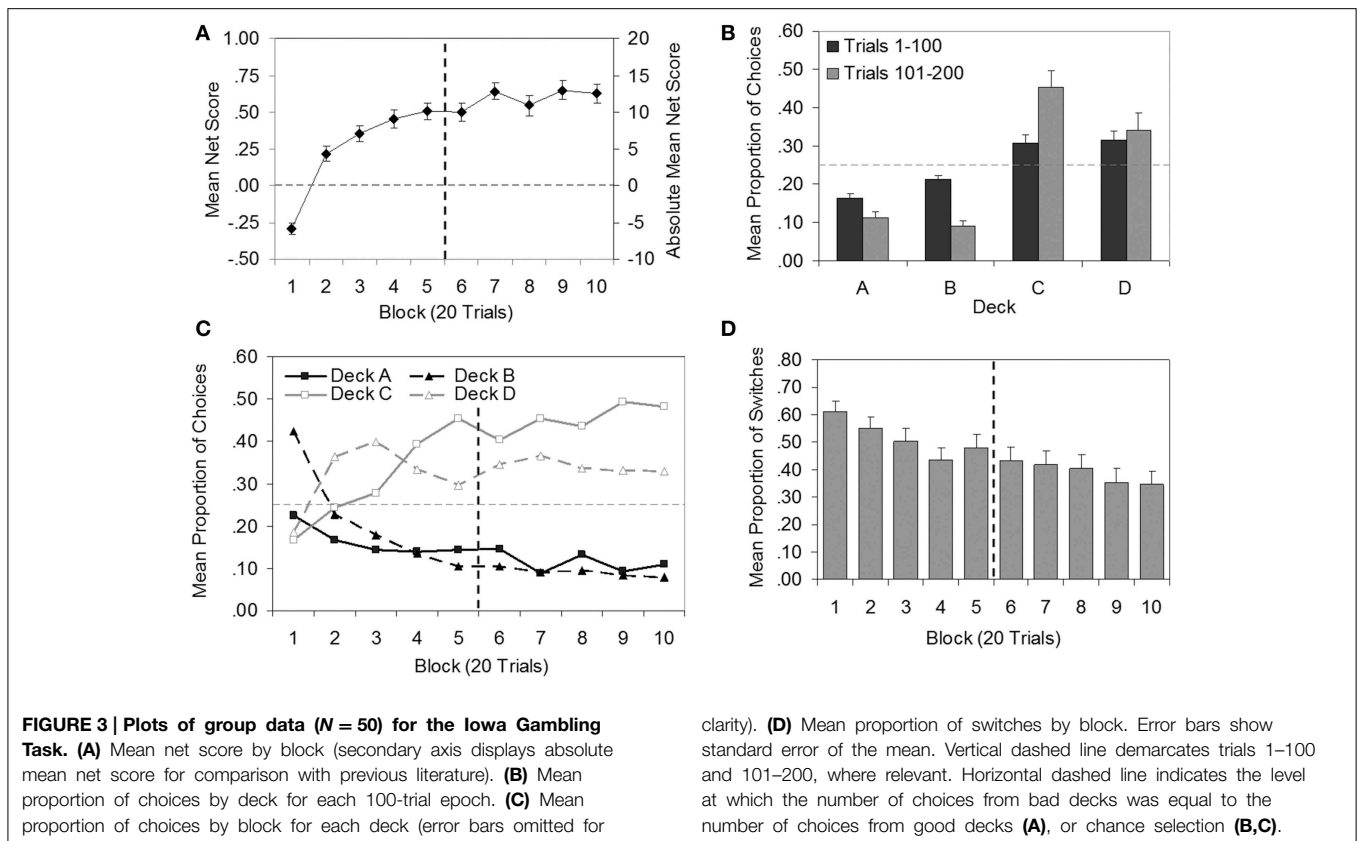 A
1.00
.75
.50
.25
.00
-.25
-.50
Mean Net Score
20
15
10
5
0
-5
-10
Absolute Mean Net Score
1 2 3 4 5 6 7 8 9 10
Block (20 Trials)
B
.60
.50
.40
.30
.20
.10
.00
Mean Proportion of Choices
Trials 1-100
Trials 101-200
A B C D
Deck
C
.60
.50
.40
.30
.20
.10
.00
Mean Proportion of Choices
Deck A Deck B
Deck C Deck D
1 2 3 4 5 6 7 8 9 10
Block (20 Trials)
D
.80
.70
.60
.50
.40
.30
.20
.10
.00
Mean Proportion of Switches
1 2 3 4 5 6 7 8 9 10
Block (20 Trials)
FIGURE 3 | Plots of group data (N = 50) for the Iowa Gambling
Task. (A) Mean net score by block (secondary axis displays absolute
mean net score for comparison with previous literature). (B) Mean
proportion of choices by deck for each 100-trial epoch. (C) Mean
proportion of choices by block for each deck (error bars omitted for
clarity). (D) Mean proportion of switches by block. Error bars show
standard error of the mean. Vertical dashed line demarcates trials 1–100
and 101–200, where relevant. Horizontal dashed line indicates the level
at which the number of choices from bad decks was equal to the
number of choices from good decks (A), or chance selection (B,C).